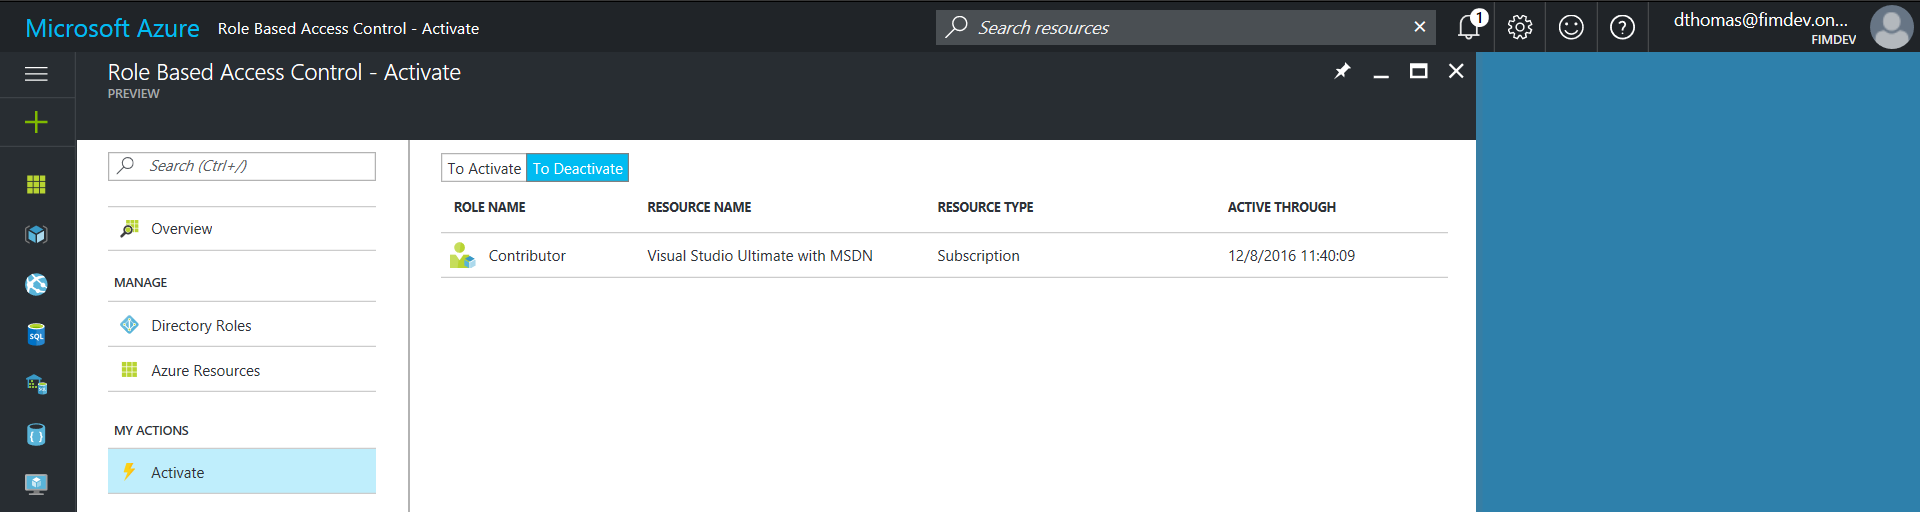 Microsoft Azure Role Based Access Control - Activate Search resources 1 dthomas@fimdev.on...
FIMDEV
Role Based Access Control - Activate
PREVIEW
Search (Ctrl+/)
Overview
MANAGE
Directory Roles
Azure Resources
MY ACTIONS
Activate
To Activate To Deactivate
ROLE NAME RESOURCE NAME RESOURCE TYPE ACTIVE THROUGH
Contributor Visual Studio Ultimate with MSDN Subscription 12/8/2016 11:40:09
SQL